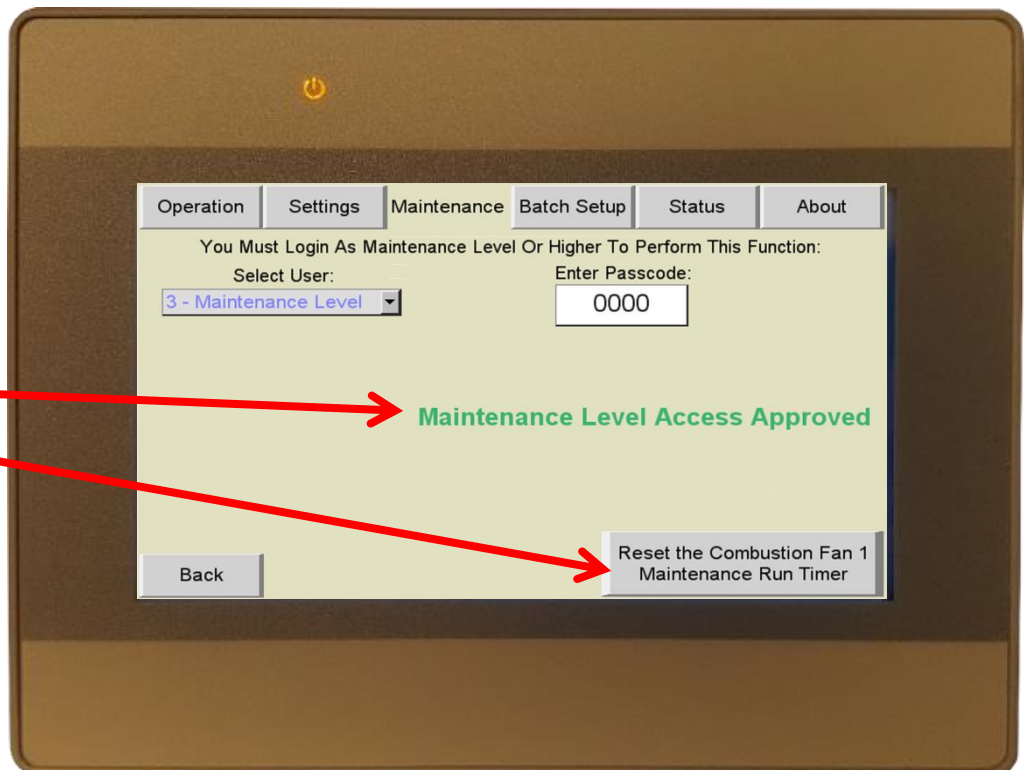 Operation Settings Maintenance Batch Setup Status About
You Must Login As Maintenance Level Or Higher To Perform This Function:
Select User: Enter Passcode:
3 - Maintenance Level 0000
Maintenance Level Access Approved
Reset the Combustion Fan 1
Back Maintenance Run Timer